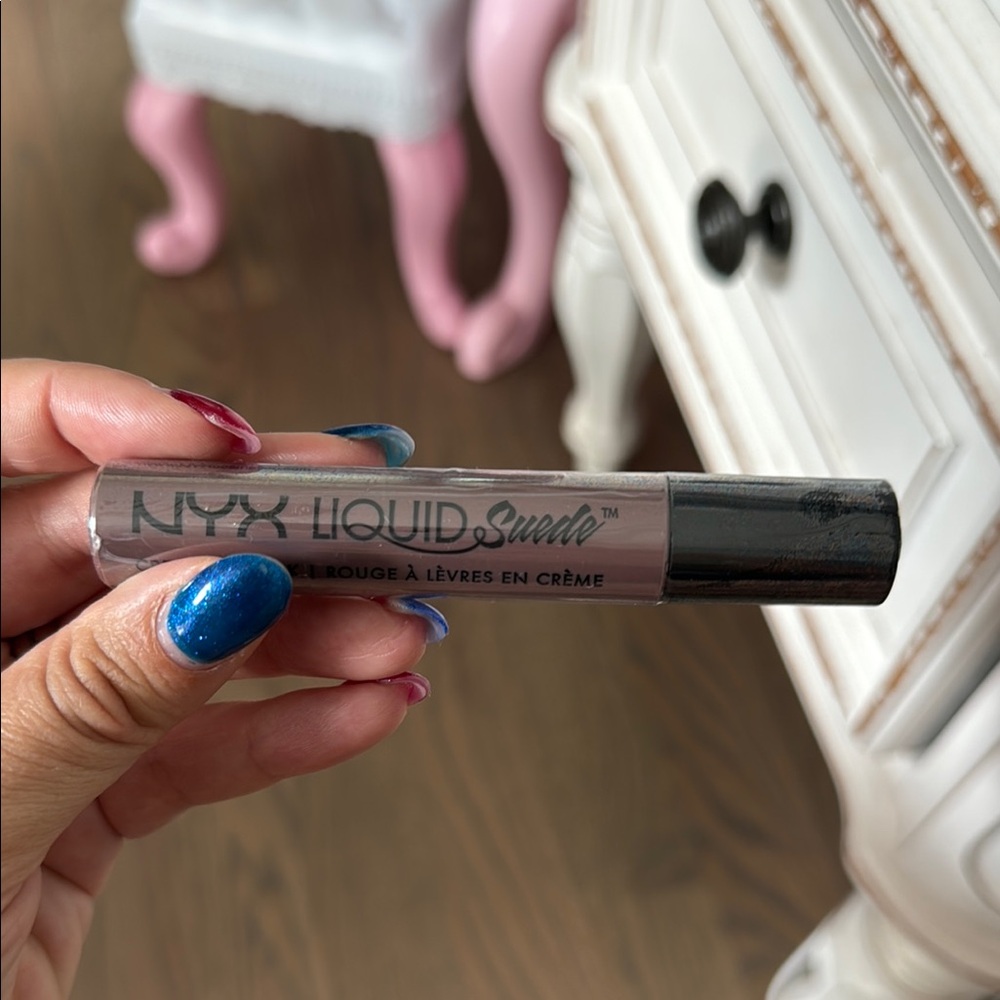 NYX LIQUID Suede™
| ROUGE À LÈVRES EN CRÈME